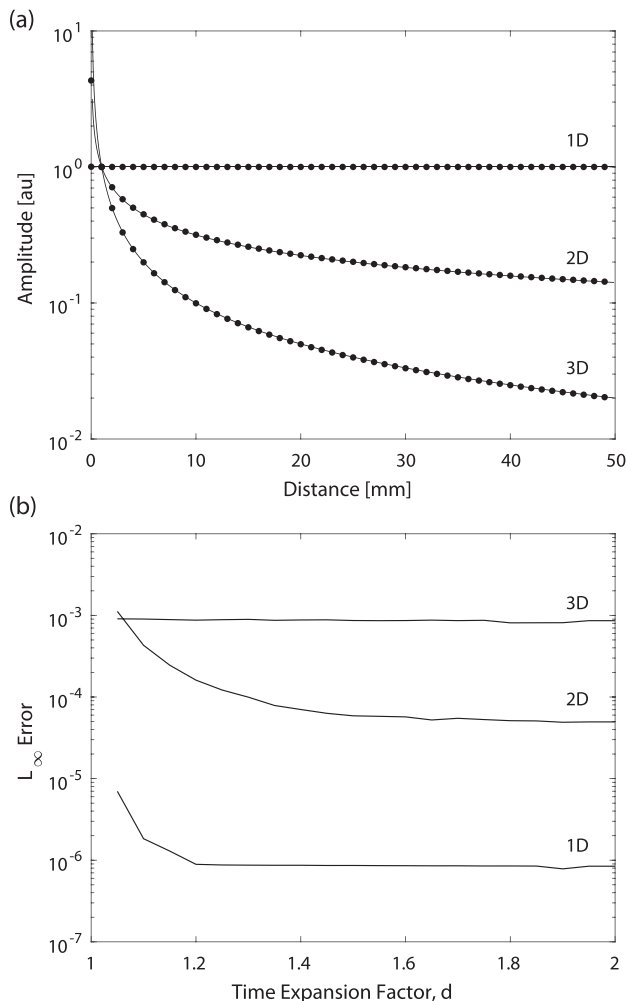 (a)
10^1
10^0
10^-1
10^-2
Amplitude [au]
1D
2D
3D
0 10 20 30 40 50
Distance [mm]
(b)
10^-2
10^-3
10^-4
10^-5
10^-6
10^-7
L_∞ Error
3D
2D
1D
1 1.2 1.4 1.6 1.8 2
Time Expansion Factor, d